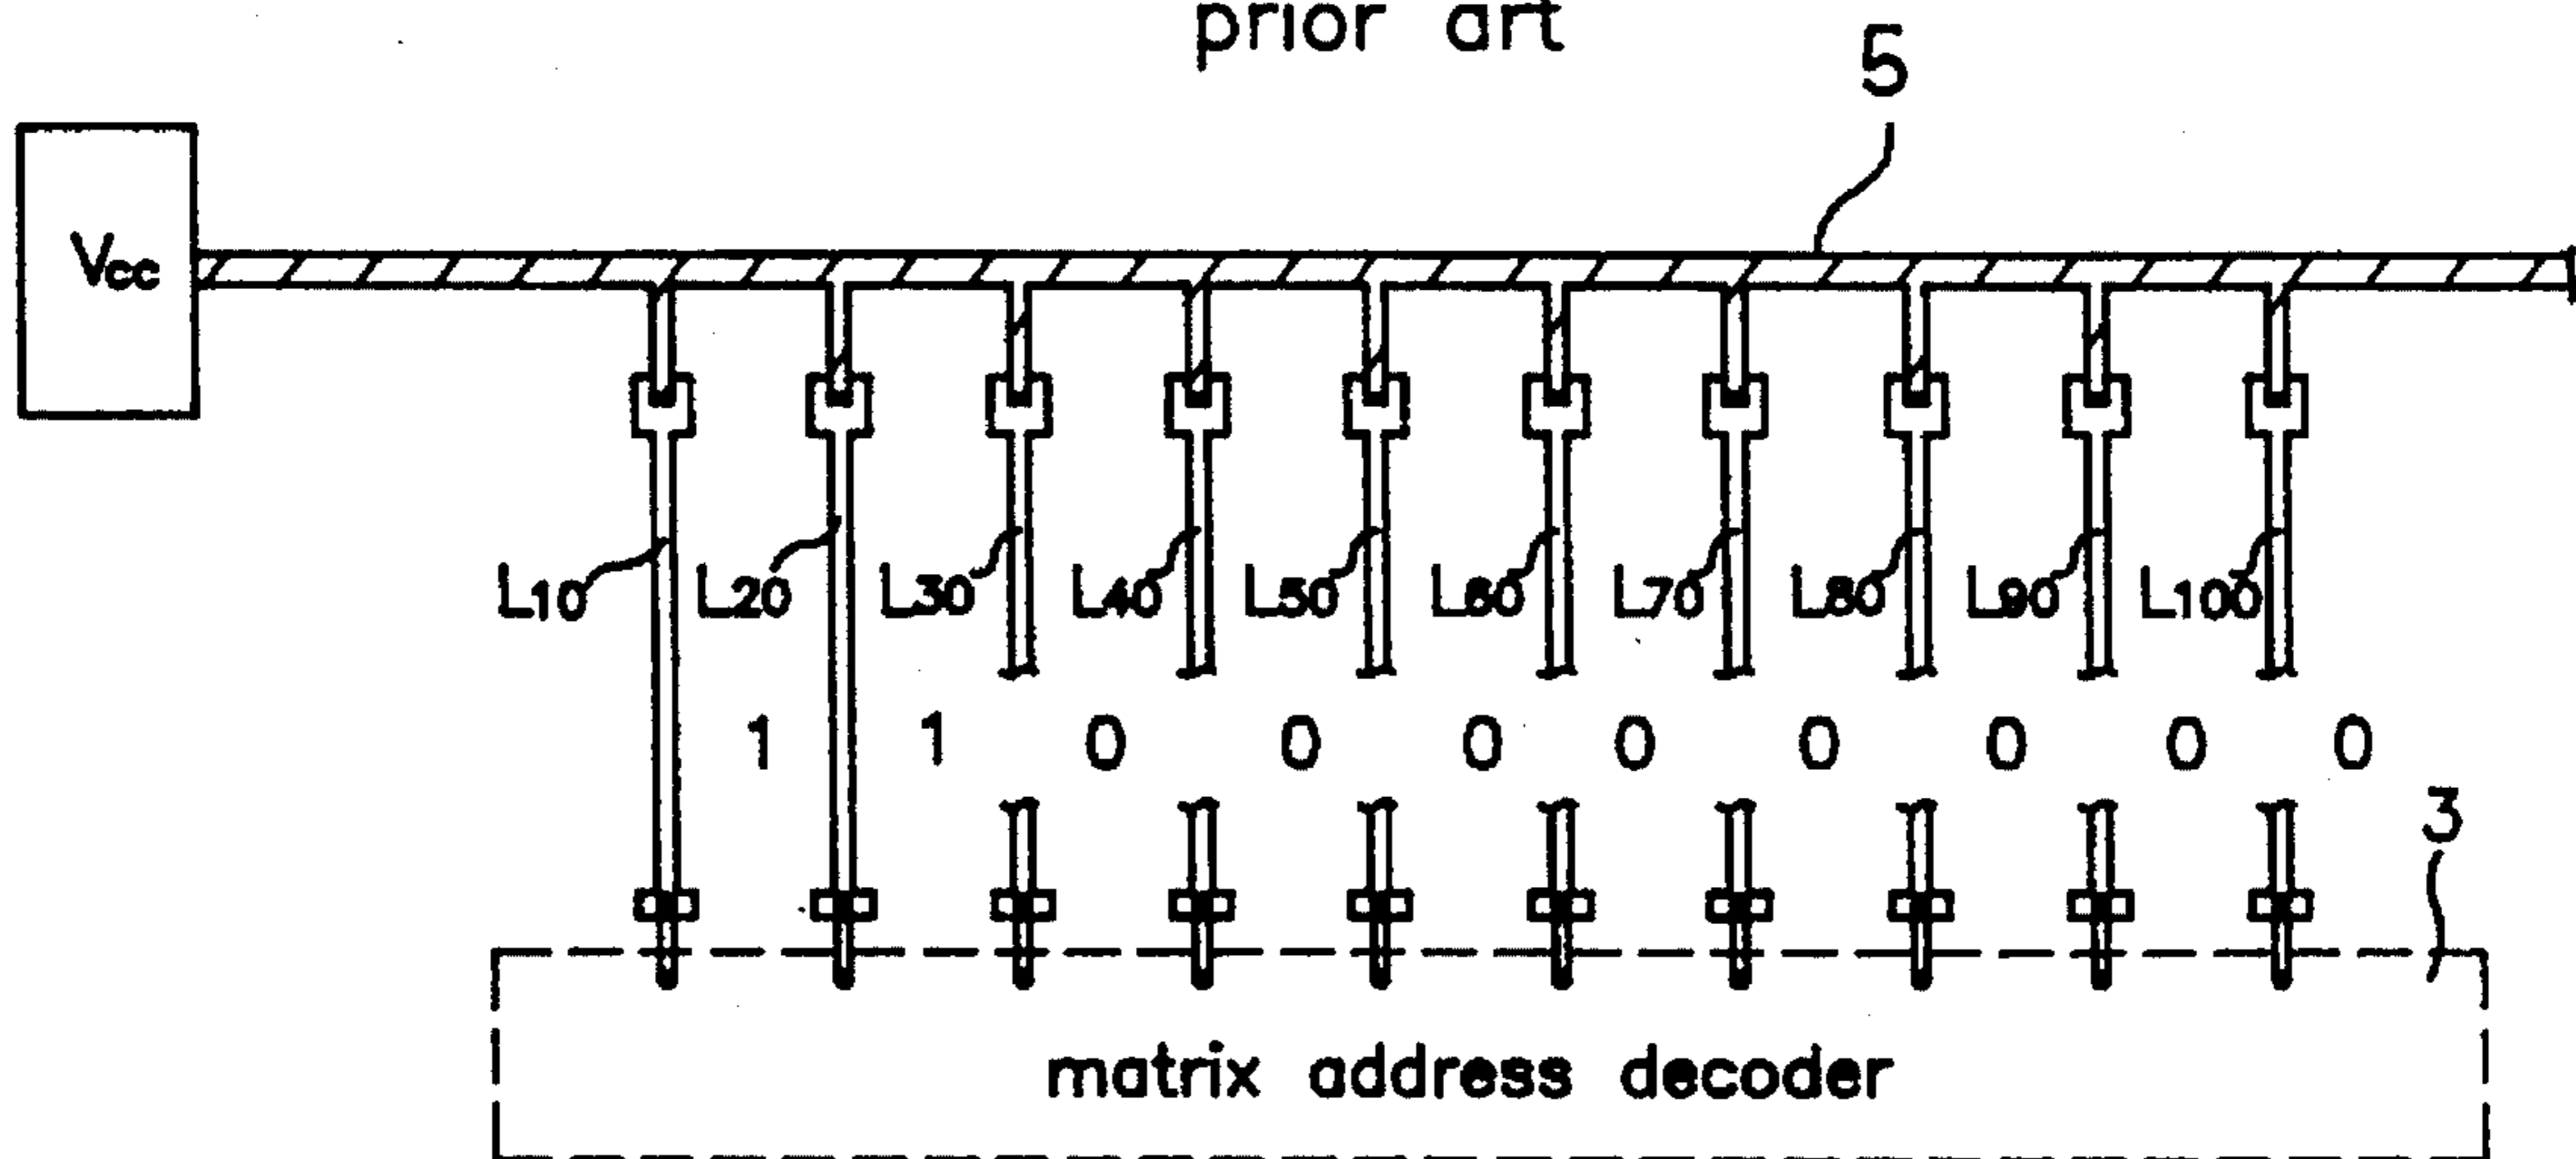 prior art
5
Vcc
L10 L20 L30 L40 L50 L60 L70 L80 L90 L100
1 1 0 0 0 0 0 0 0 0
3
matrix address decoder